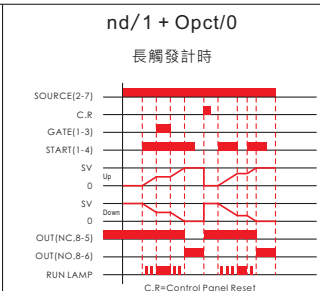 nd/1 + Opct/0
長觸發計時
SOURCE(2-7)
C.R
GATE(1-3)
START(1-4)
SV
Up
0
SV
Down
0
OUT(NC,8-5)
OUT(NO,8-6)
RUN LAMP
C.R=Control Panel Reset